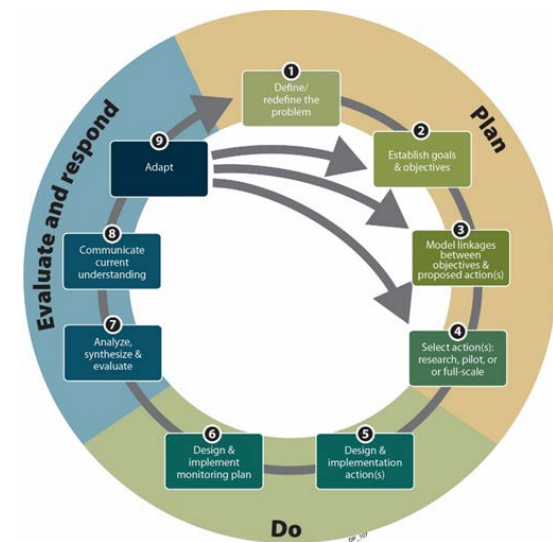 Plan
1
Define/
redefine the
problem
2
Establish goals
& objectives
3
Model linkages
between
objectives &
proposed action(s)
4
Select action(s):
research, pilot, or
or full-scale
Do
5
Design &
implementation
action(s)
6
Design &
implement
monitoring plan
Evaluate and respond
7
Analyze,
synthesize &
evaluate
8
Communicate
current
understanding
9
Adapt
DP_107